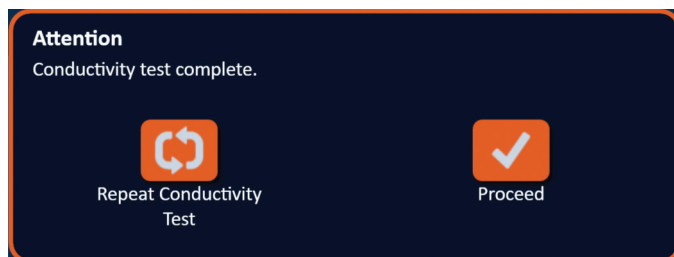 Attention
Conductivity test complete.
Repeat Conductivity
Test
Proceed